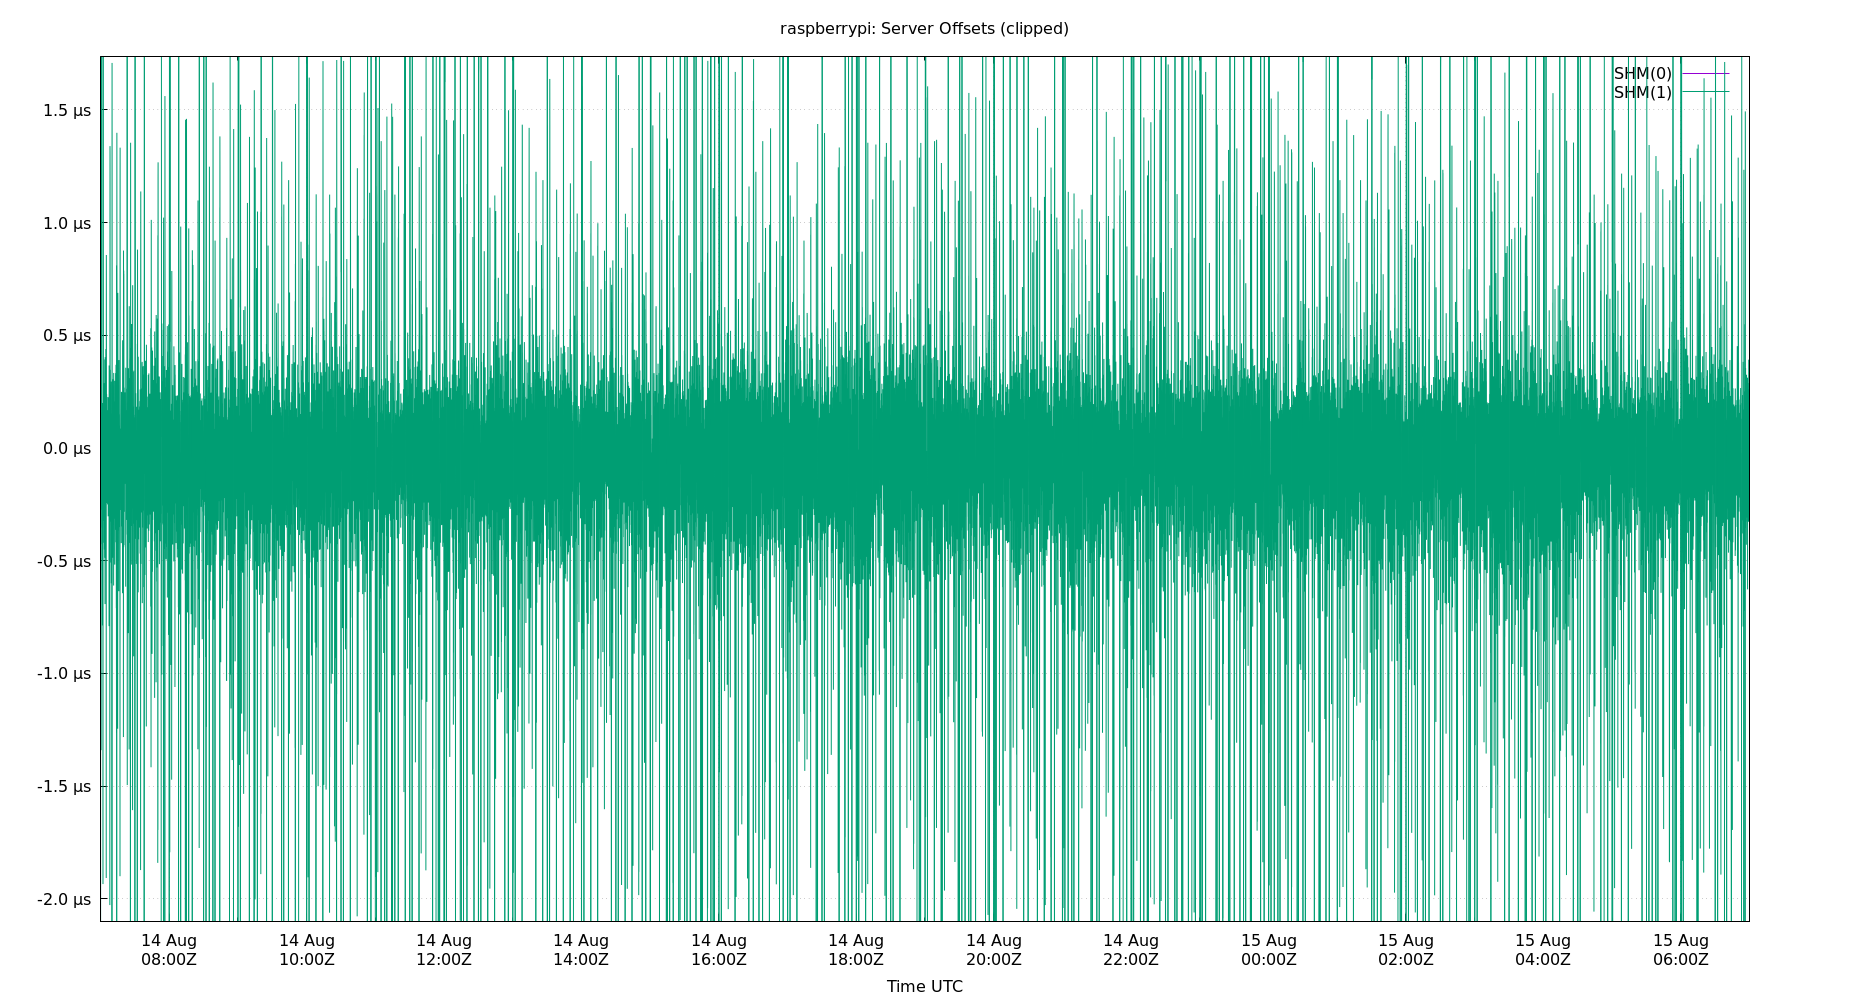 raspberrypi: Server Offsets (clipped)
SHM(0)
SHM(1)
1.5 µs
1.0 µs
0.5 µs
0.0 µs
-0.5 µs
-1.0 µs
-1.5 µs
-2.0 µs
14 Aug 14 Aug 14 Aug 14 Aug 14 Aug 14 Aug 14 Aug 14 Aug 15 Aug 15 Aug 15 Aug 15 Aug
08:00Z 10:00Z 12:00Z 14:00Z 16:00Z 18:00Z 20:00Z 22:00Z 00:00Z 02:00Z 04:00Z 06:00Z
Time UTC